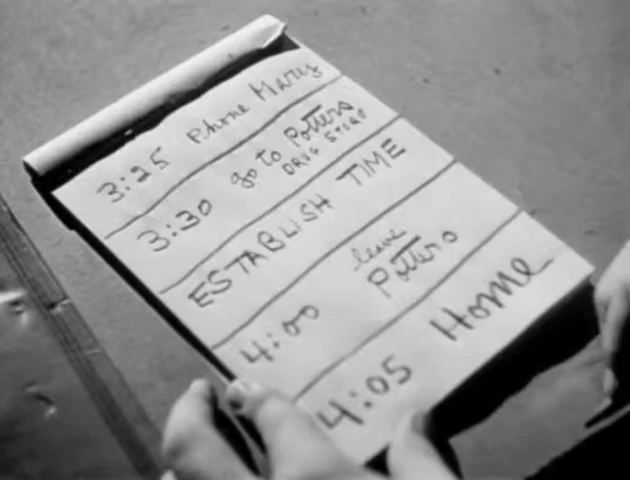 3:25 Phone Mary
3:30 go to Potters
DRUG STORE
ESTABLISH TIME
4:00 leave
Potters
4:05 Home